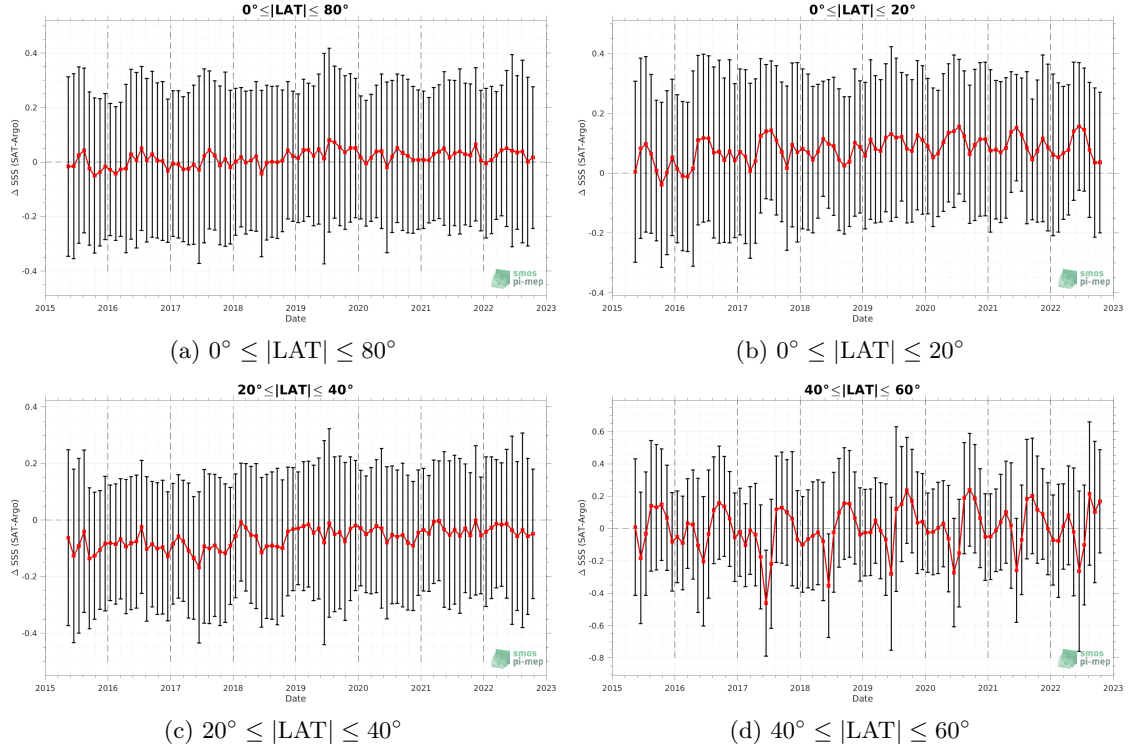 0°≤|LAT|≤ 80°
Δ SSS (SAT-Argo)
0.4
0.2
0
-0.2
-0.4
2015 2016 2017 2018 2019 2020 2021 2022 2023
Date
smos
pi-mep
(a) 0° ≤ |LAT| ≤ 80°
0°≤|LAT|≤ 20°
Δ SSS (SAT-Argo)
0.4
0.2
0
-0.2
-0.4
2015 2016 2017 2018 2019 2020 2021 2022 2023
Date
smos
pi-mep
(b) 0° ≤ |LAT| ≤ 20°
20°≤|LAT|≤ 40°
Δ SSS (SAT-Argo)
0.4
0.2
0
-0.2
-0.4
2015 2016 2017 2018 2019 2020 2021 2022 2023
Date
smos
pi-mep
(c) 20° ≤ |LAT| ≤ 40°
40°≤|LAT|≤ 60°
Δ SSS (SAT-Argo)
0.6
0.4
0.2
0
-0.2
-0.4
-0.6
-0.8
2015 2016 2017 2018 2019 2020 2021 2022 2023
Date
smos
pi-mep
(d) 40° ≤ |LAT| ≤ 60°